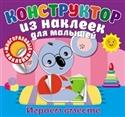 КОНСТРУКТОР
ИЗ НАКЛЕЕК
ДЛЯ МАЛЫШЕЙ
Играем вместе